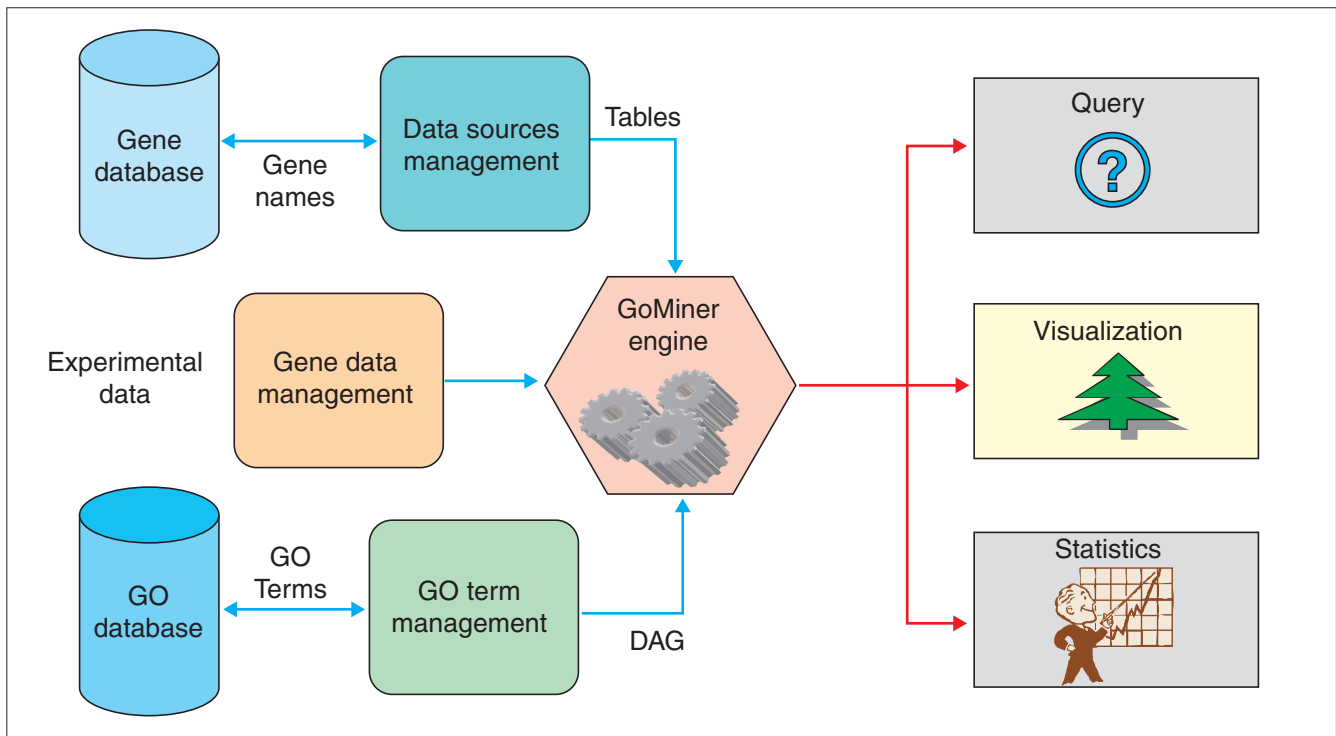 Gene
database
Gene
names
Data sources
management
Tables
Query
?
Experimental
data
Gene data
management
GoMiner
engine
Visualization
GO
database
GO
Terms
GO term
management
DAG
Statistics